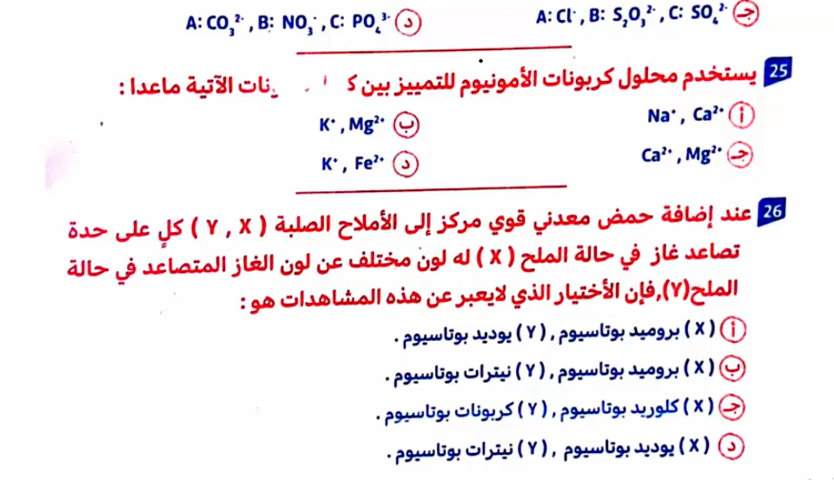 ج A: Cl⁻, B: S₂O₃²⁻, C: SO₄²⁻
د A: CO₃²⁻, B: NO₃⁻, C: PO₄³⁻
25 يستخدم محلول كربونات الأمونيوم للتمييز بين الآتية ماعدا :
أ Na⁺, Ca²⁺
ب K⁺, Mg²⁺
ج Ca²⁺, Mg²⁺
د K⁺, Fe²⁺
26 عند إضافة حمض معدني قوي مركز إلى الأملاح الصلبة ( Y , X ) كلٍ على حدة
تصاعد غاز في حالة الملح ( X ) له لون مختلف عن لون الغاز المتصاعد في حالة
الملح(Y),فإن الأختيار الذي لايعبر عن هذه المشاهدات هو :
أ ( X ) بروميد بوتاسيوم , ( Y ) يوديد بوتاسيوم .
ب ( X ) بروميد بوتاسيوم , ( Y ) نيترات بوتاسيوم .
ج ( X ) كلوريد بوتاسيوم , ( Y ) كربونات بوتاسيوم .
د ( X ) يوديد بوتاسيوم , ( Y ) نيترات بوتاسيوم .